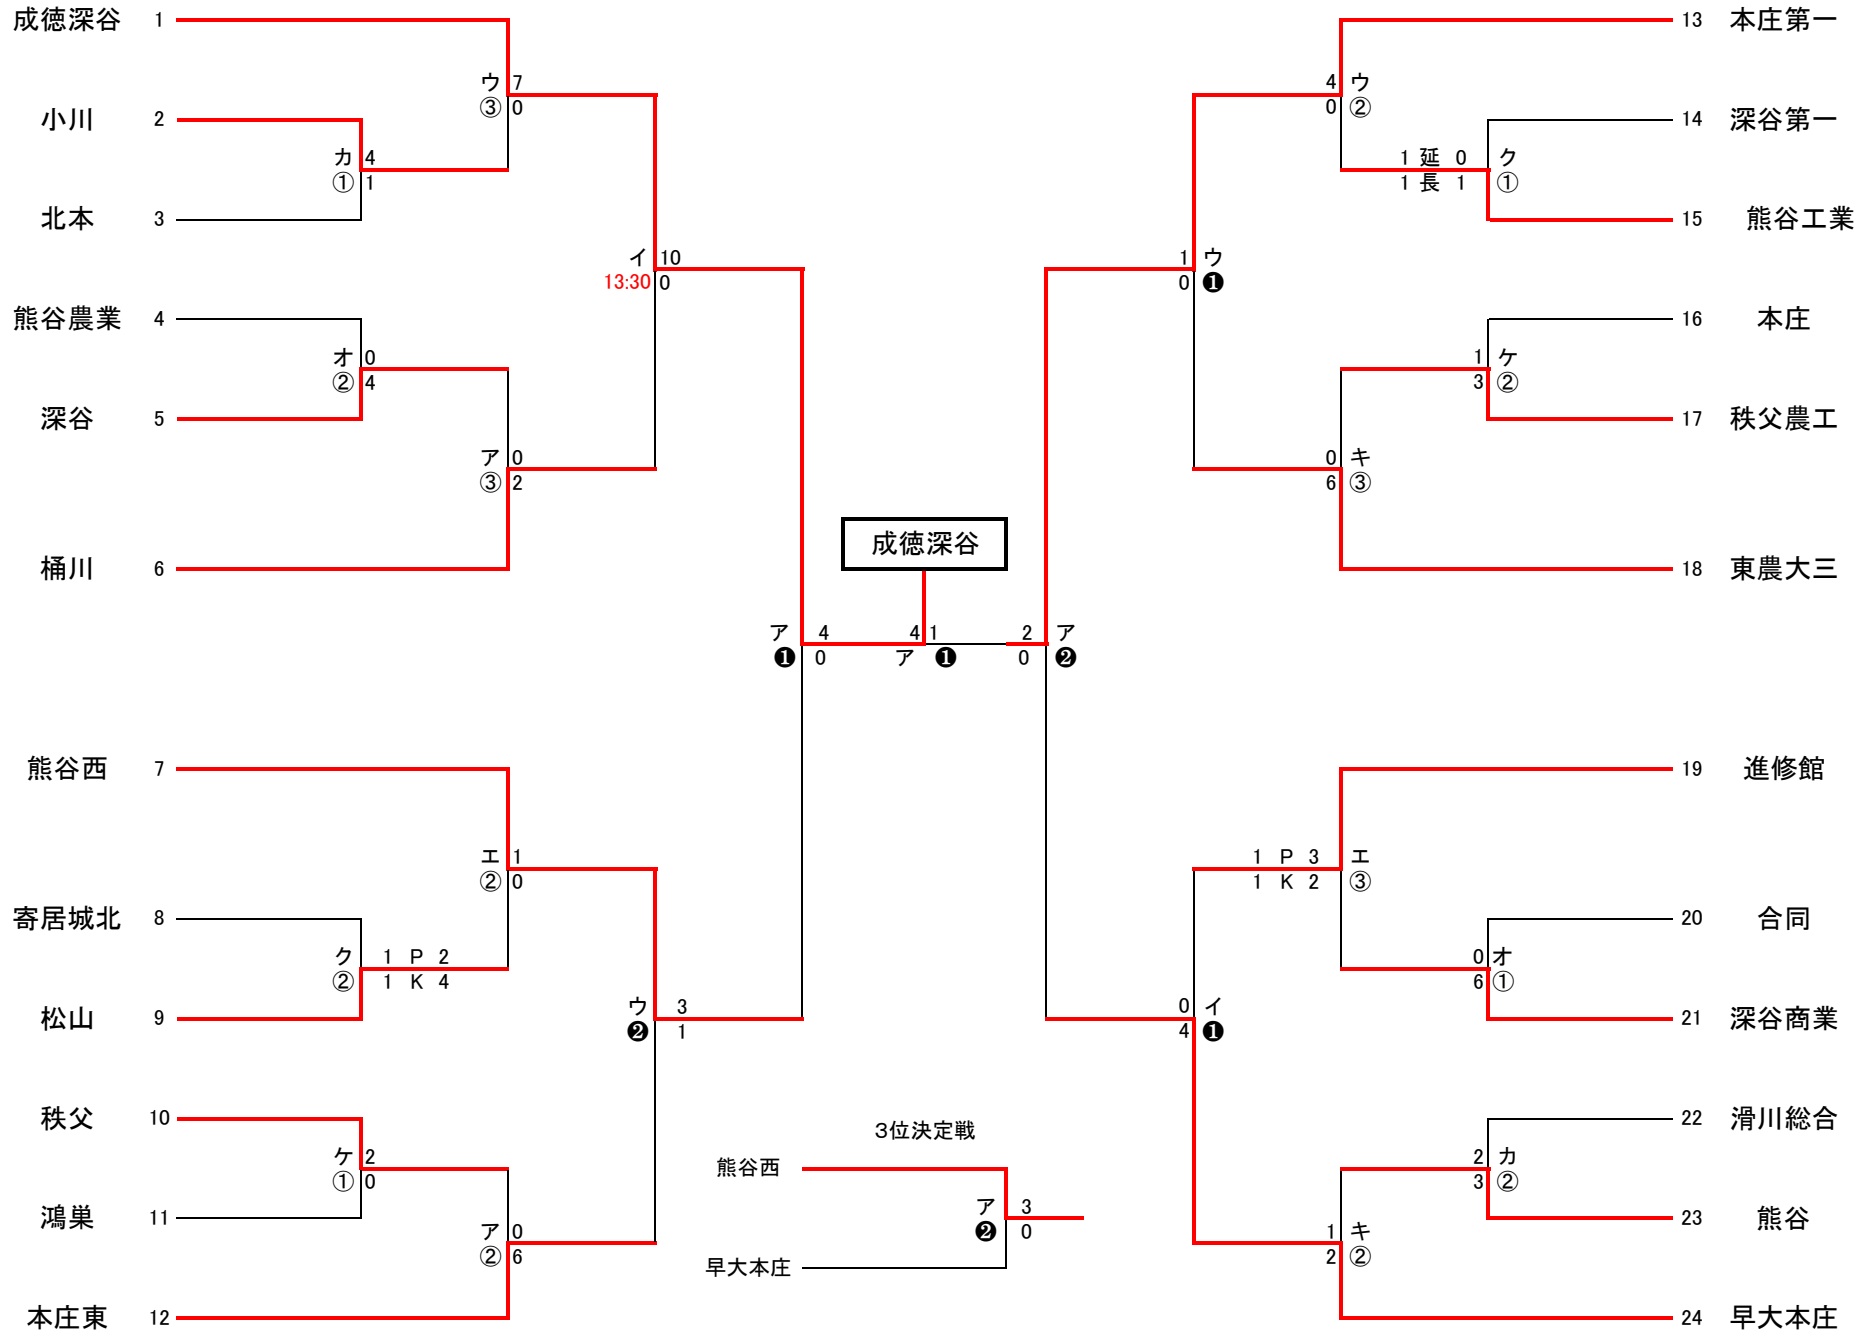 成徳深谷 1
ウ 7
③ 0
小川 2
カ 4
① 1
北本 3
イ 10
13:30 0
熊谷農業 4
オ 0
② 4
深谷 5
ア 0
③ 2
桶川 6
成徳深谷
ア 4
❶ 0
4 1
ア ❶
2 ア
0 ❷
熊谷西 7
エ 1
② 0
寄居城北 8
ク 1 P 2
② 1 K 4
松山 9
ウ 3
❷ 1
秩父 10
ケ 2
① 0
鴻巣 11
ア 0
② 6
本庄東 12
3位決定戦
熊谷西
ア 3
❷ 0
早大本庄
13 本庄第一
4 ウ
0 ②
14 深谷第一
1 延 0 ク
1 長 1 ①
15 熊谷工業
1 ウ
0 ❶
16 本庄
1 ケ
3 ②
17 秩父農工
0 キ
6 ③
18 東農大三
19 進修館
1 P 3 エ
1 K 2 ③
20 合同
0 オ
6 ①
21 深谷商業
0 イ
4 ❶
22 滑川総合
2 カ
3 ②
23 熊谷
1 キ
2 ②
24 早大本庄